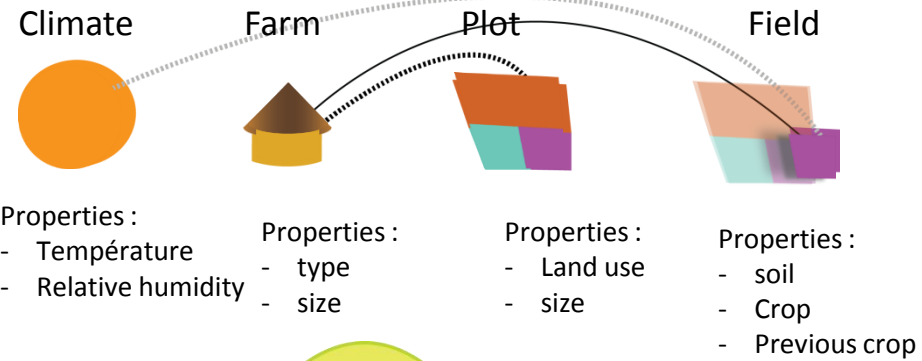 Climate
Farm
Plot
Field
Properties :
- Température
- Relative humidity
Properties :
- type
- size
Properties :
- Land use
- size
Properties :
- soil
- Crop
- Previous crop